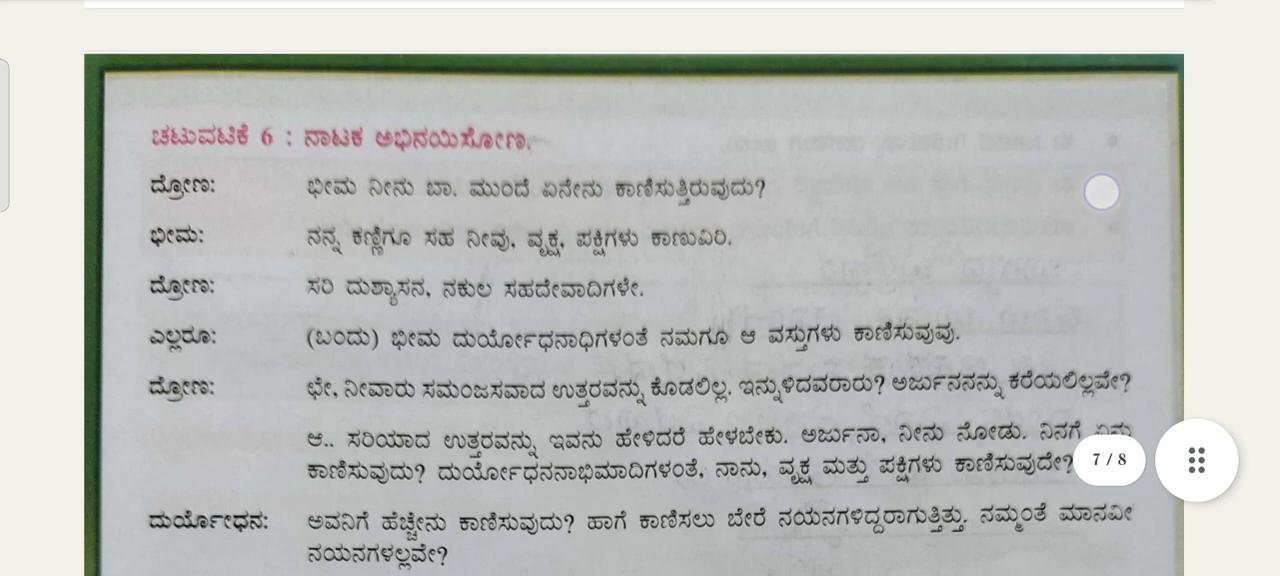 ಚಟುವಟಿಕೆ 6 : ನಾಟಕ ಅಭಿನಯಿಸೋಣ.
ದ್ರೋಣ: ಭೀಮ ನೀನು ಬಾ. ಮುಂದೆ ಏನೇನು ಕಾಣಿಸುತ್ತಿರುವುದು?
ಭೀಮ: ನನ್ನ ಕಣ್ಣಿಗೂ ಸಹ ನೀವು, ವೃಕ್ಷ, ಪಕ್ಷಿಗಳು ಕಾಣುವಿರಿ.
ದ್ರೋಣ: ಸರಿ ದುಶ್ಯಾಸನ, ನಕುಲ ಸಹದೇವಾದಿಗಳೇ.
ಎಲ್ಲರೂ: (ಬಂದು) ಭೀಮ ದುರ್ಯೋಧನಾಧಿಗಳಂತೆ ನಮಗೂ ಆ ವಸ್ತುಗಳು ಕಾಣಿಸುವುವು.
ದ್ರೋಣ: ಛೇ, ನೀವಾರು ಸಮಂಜಸವಾದ ಉತ್ತರವನ್ನು ಕೊಡಲಿಲ್ಲ. ಇನ್ನುಳಿದವರಾರು? ಅರ್ಜುನನನ್ನು ಕರೆಯಲಿಲ್ಲವೇ?
ಆ.. ಸರಿಯಾದ ಉತ್ತರವನ್ನು ಇವನು ಹೇಳಿದರೆ ಹೇಳಬೇಕು. ಅರ್ಜುನಾ, ನೀನು ನೋಡು. ನಿನಗೆ ಏನು
ಕಾಣಿಸುವುದು? ದುರ್ಯೋಧನನಾಭಿಮಾದಿಗಳಂತೆ, ನಾನು, ವೃಕ್ಷ ಮತ್ತು ಪಕ್ಷಿಗಳು ಕಾಣಿಸುವುದೇ?
7 / 8
ದುರ್ಯೋಧನ: ಅವನಿಗೆ ಹೆಚ್ಚೇನು ಕಾಣಿಸುವುದು? ಹಾಗೆ ಕಾಣಿಸಲು ಬೇರೆ ನಯನಗಳಿದ್ದರಾಗುತ್ತಿತ್ತು. ನಮ್ಮಂತೆ ಮಾನವೀ
ನಯನಗಳಲ್ಲವೇ?